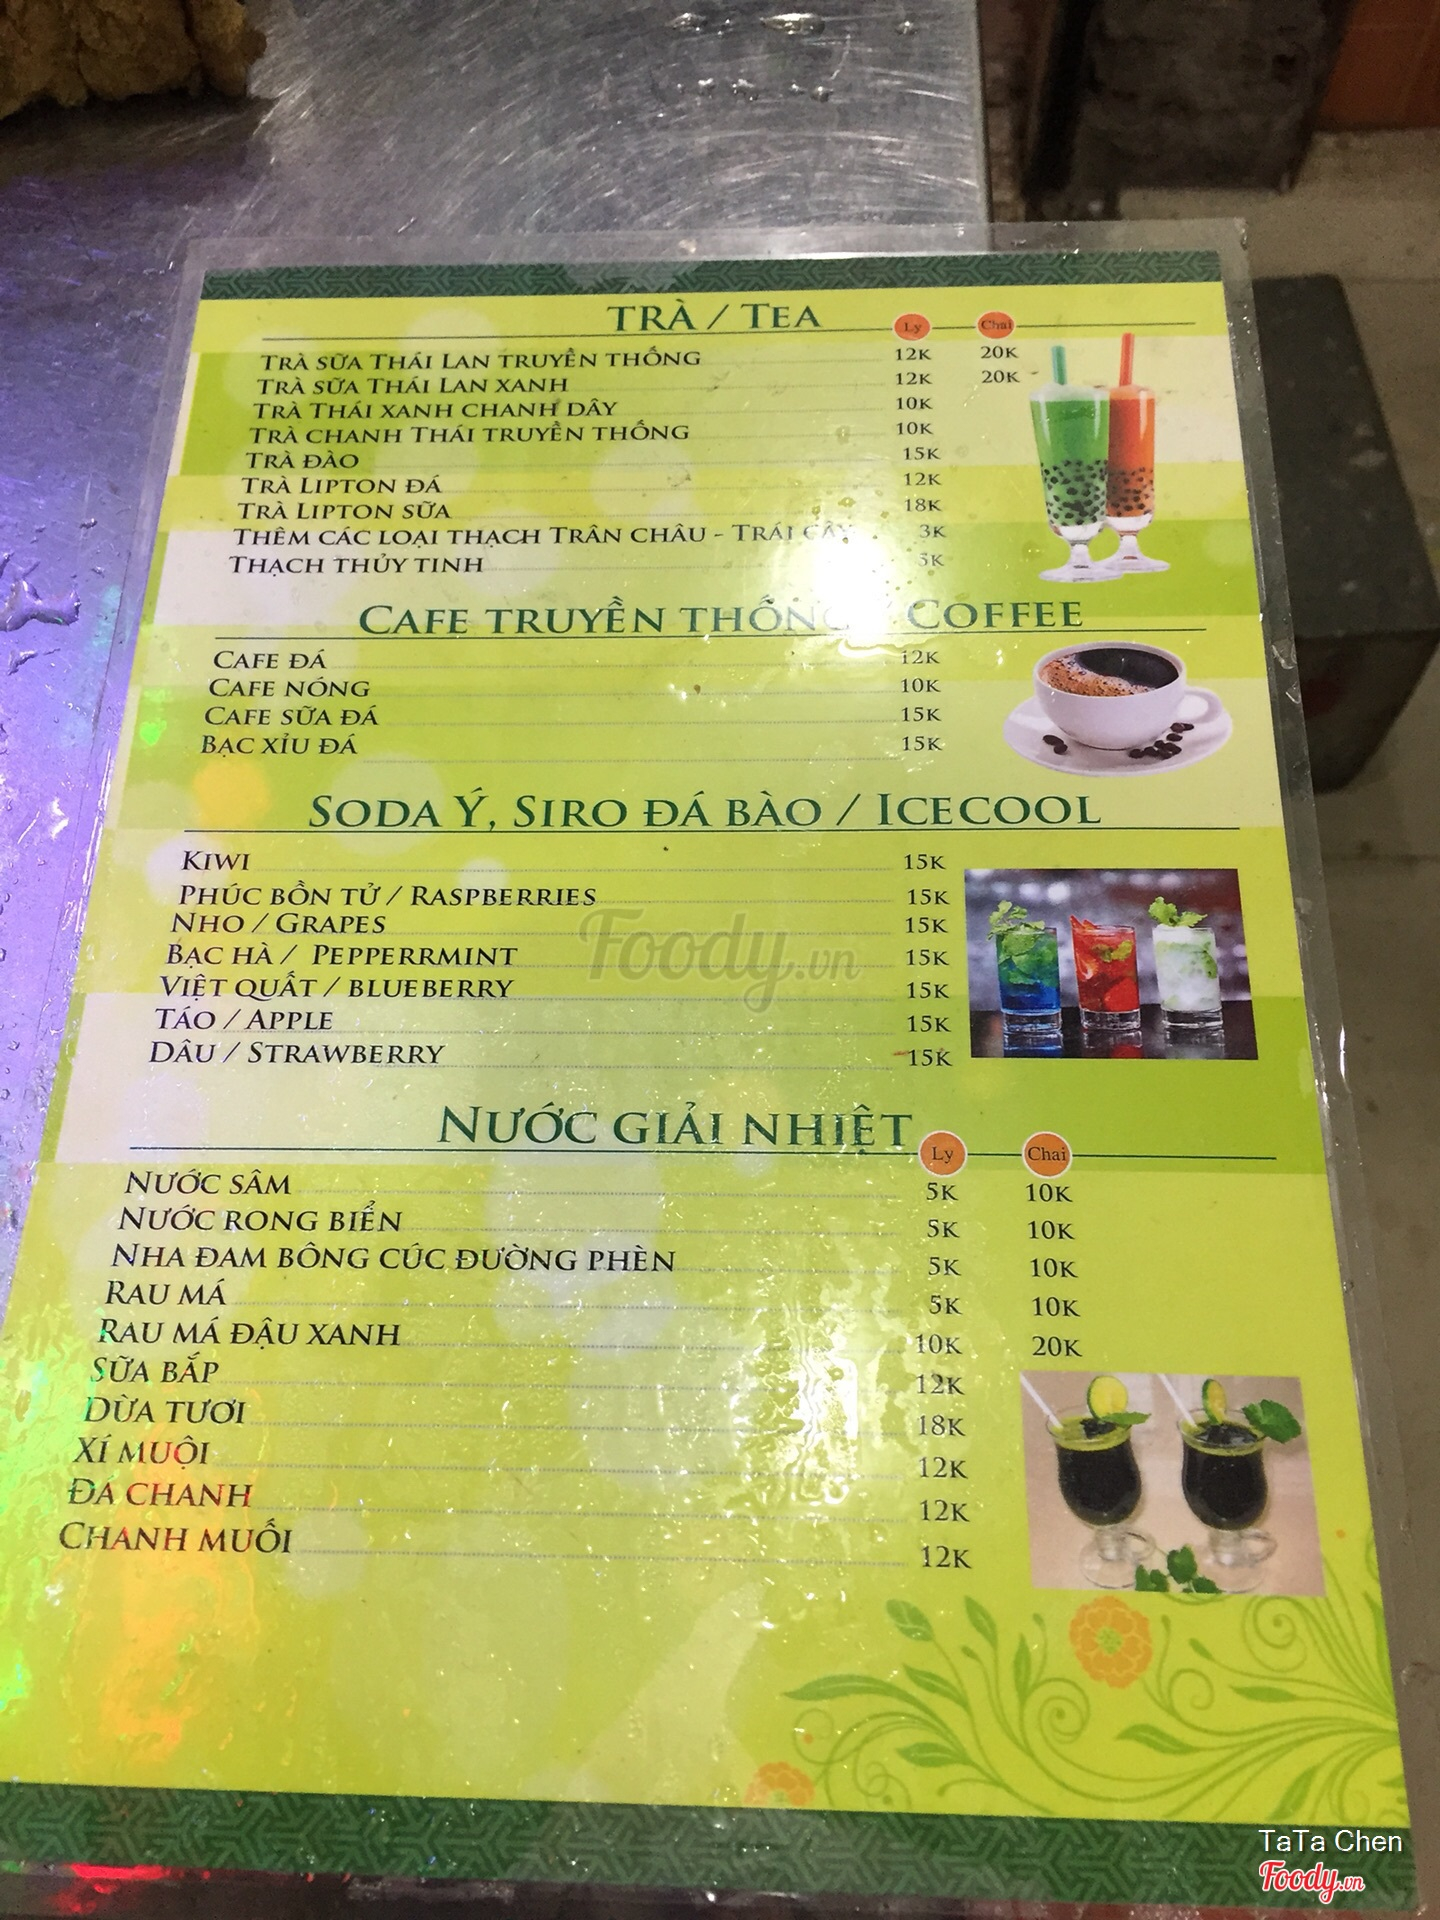 TRÀ / TEA Ly Chai
TRÀ SỮA THÁI LAN TRUYỀN THỐNG 12K 20K
TRÀ SỮA THÁI LAN XANH 12K 20K
TRÀ THÁI XANH CHANH DÂY 10K
TRÀ CHANH THÁI TRUYỀN THỐNG 10K
TRÀ ĐÀO 15K
TRÀ LIPTON ĐÁ 12K
TRÀ LIPTON SỮA 18K
THÊM CÁC LOẠI THẠCH TRÂN CHÂU - TRÁI CÂY 3K
THẠCH THỦY TINH 5K
CAFE TRUYỀN THỐNG / COFFEE
CAFE ĐÁ 12K
CAFE NÓNG 10K
CAFE SỮA ĐÁ 15K
BẠC XỈU ĐÁ 15K
SODA Ý, SIRO ĐÁ BÀO / ICECOOL
KIWI 15K
PHÚC BỒN TỬ / RASPBERRIES 15K
NHO / GRAPES 15K
BẠC HÀ / PEPPERRMINT 15K
VIỆT QUẤT / BLUEBERRY 15K
TÁO / APPLE 15K
DÂU / STRAWBERRY 15K
Foody.vn
NƯỚC GIẢI NHIỆT Ly Chai
NƯỚC SÂM 5K 10K
NƯỚC RONG BIỂN 5K 10K
NHA ĐAM BÔNG CÚC ĐƯỜNG PHÈN 5K 10K
RAU MÁ 5K 10K
RAU MÁ ĐẬU XANH 10K 20K
SỮA BẮP 12K
DỪA TƯƠI 18K
XÍ MUỘI 12K
ĐÁ CHANH 12K
CHANH MUỐI 12K
TaTa Chen
Foody.vn